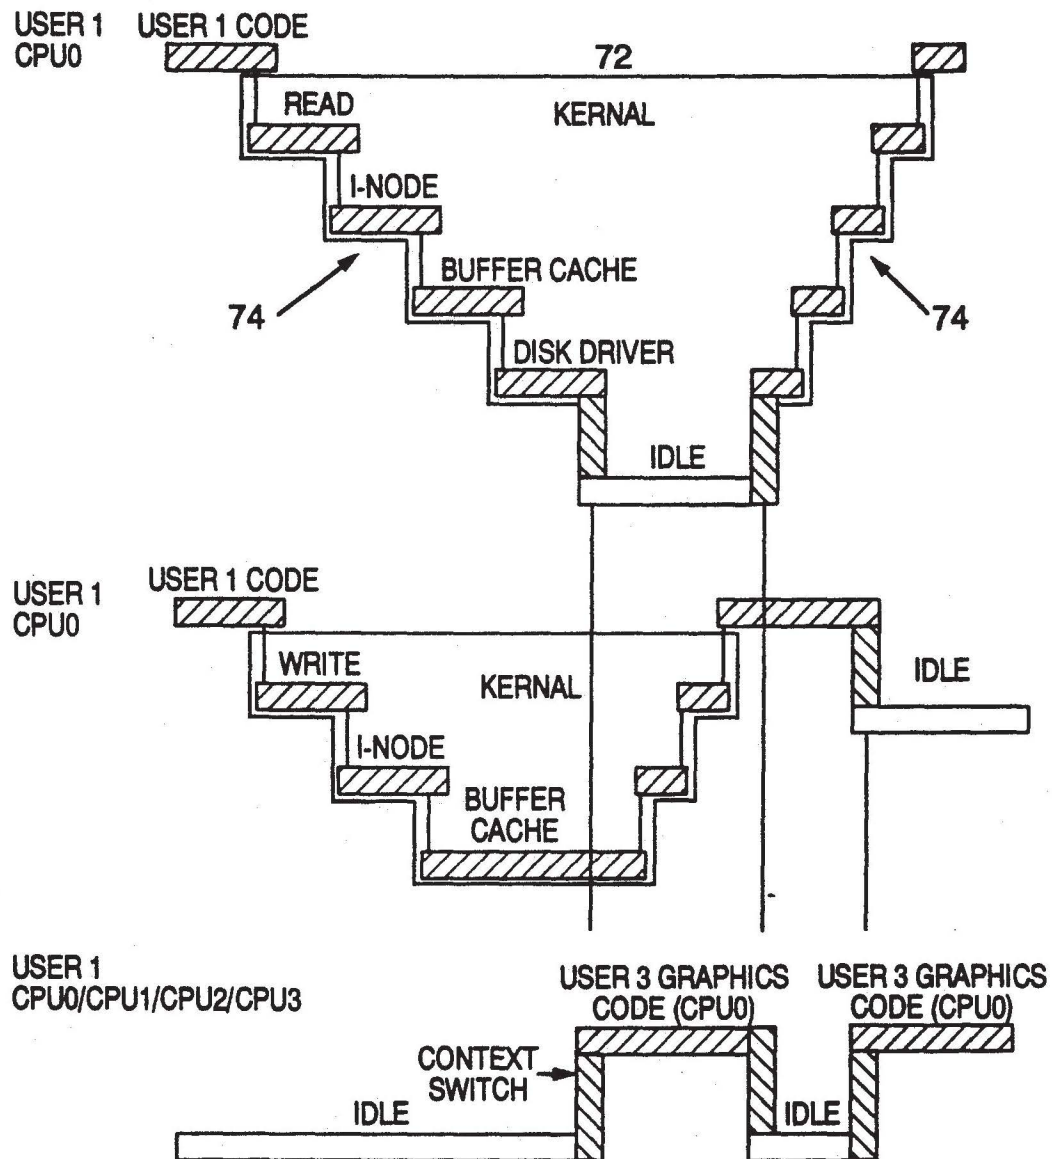 USER 1
CPU0
USER 1 CODE
72
READ
KERNAL
I-NODE
BUFFER CACHE
74
74
DISK DRIVER
IDLE
USER 1
CPU0
USER 1 CODE
WRITE
KERNAL
IDLE
I-NODE
BUFFER
CACHE
USER 1
CPU0/CPU1/CPU2/CPU3
USER 3 GRAPHICS
CODE (CPU0)
USER 3 GRAPHICS
CODE (CPU0)
CONTEXT
SWITCH
IDLE
IDLE